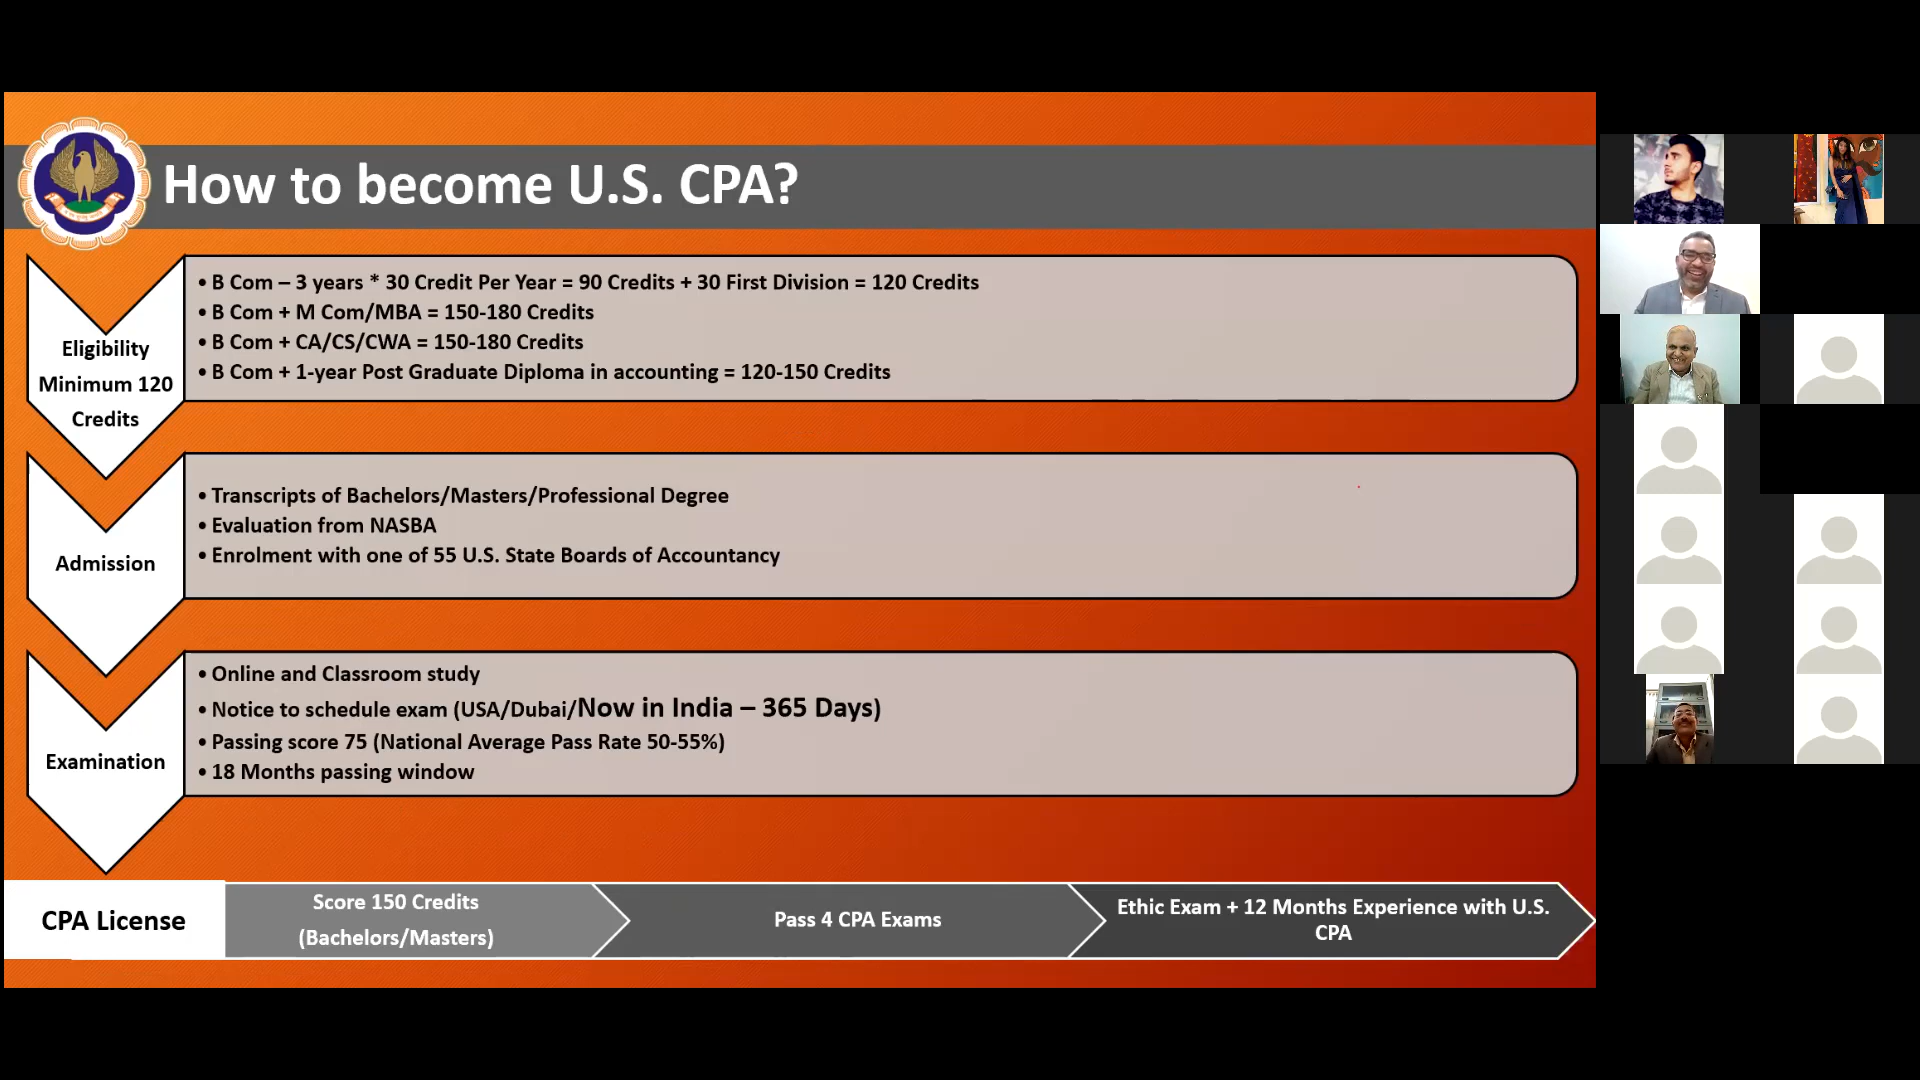 How to become U.S. CPA?
Eligibility
Minimum 120
Credits
• B Com – 3 years * 30 Credit Per Year = 90 Credits + 30 First Division = 120 Credits
• B Com + M Com/MBA = 150-180 Credits
• B Com + CA/CS/CWA = 150-180 Credits
• B Com + 1-year Post Graduate Diploma in accounting = 120-150 Credits
Admission
• Transcripts of Bachelors/Masters/Professional Degree
• Evaluation from NASBA
• Enrolment with one of 55 U.S. State Boards of Accountancy
Examination
• Online and Classroom study
• Notice to schedule exam (USA/Dubai/Now in India – 365 Days)
• Passing score 75 (National Average Pass Rate 50-55%)
• 18 Months passing window
CPA License
Score 150 Credits
(Bachelors/Masters)
Pass 4 CPA Exams
Ethic Exam + 12 Months Experience with U.S.
CPA